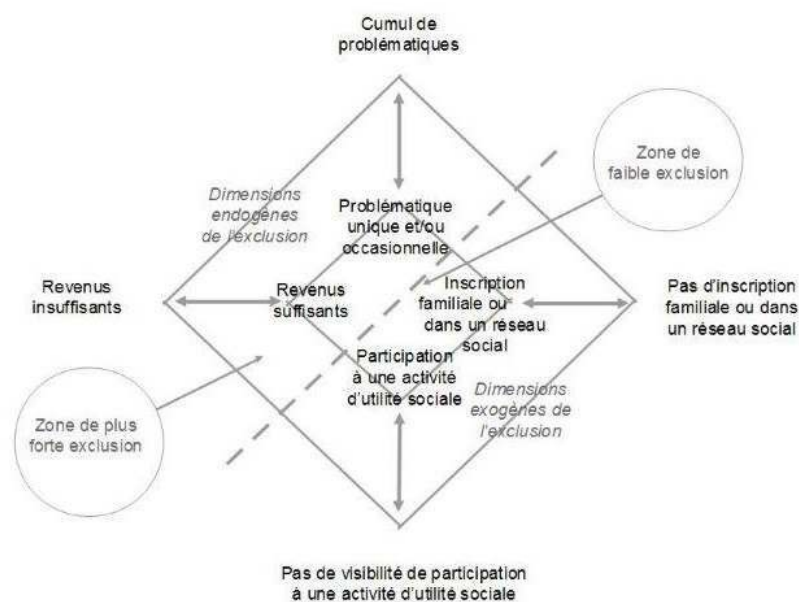 Cumul de
problématiques
Zone de
faible exclusion
Dimensions
endogènes
de l'exclusion
Problématique
unique et/ou
occasionnelle
Revenus
insuffisants
Revenus
suffisants
Inscription
familiale ou
dans un réseau
social
Pas d'inscription
familiale ou dans
un réseau social
Participation
à une activité
d'utilité sociale
Dimensions
exogènes de
l'exclusion
Zone de plus
forte exclusion
Pas de visibilité de participation
à une activité d'utilité sociale